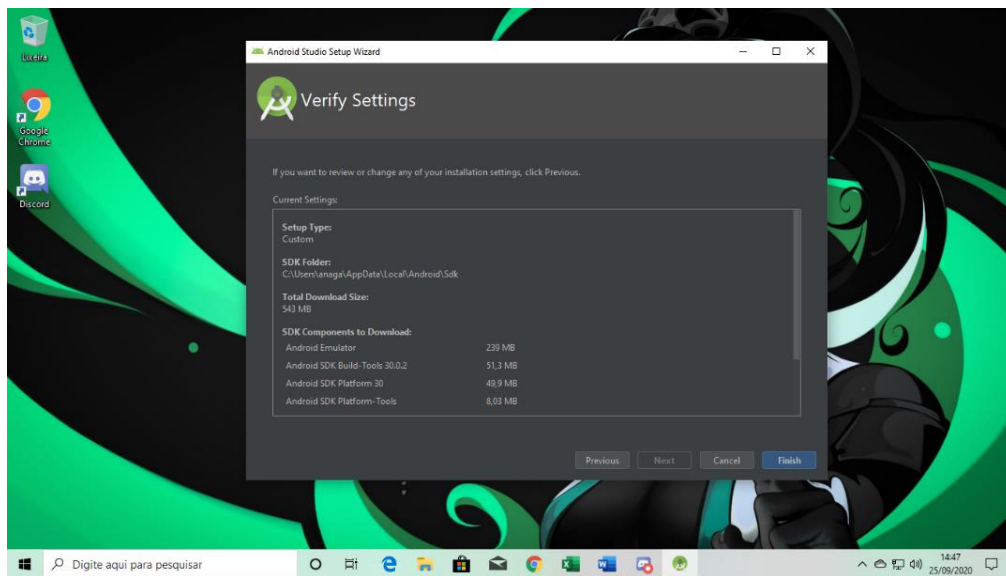 Lixeira
Google
Chrome
Discord
Android Studio Setup Wizard
Verify Settings
If you want to review or change any of your installation settings, click Previous.
Current Settings:
Setup Type:
Custom
SDK Folder:
C:\Users\anaga\AppData\Local\Android\Sdk
Total Download Size:
543 MB
SDK Components to Download:
Android Emulator 239 MB
Android SDK Build-Tools 30.0.2 51,3 MB
Android SDK Platform 30 49,9 MB
Android SDK Platform-Tools 8,03 MB
Previous Next Cancel Finish
Digite aqui para pesquisar
14:47
25/09/2020